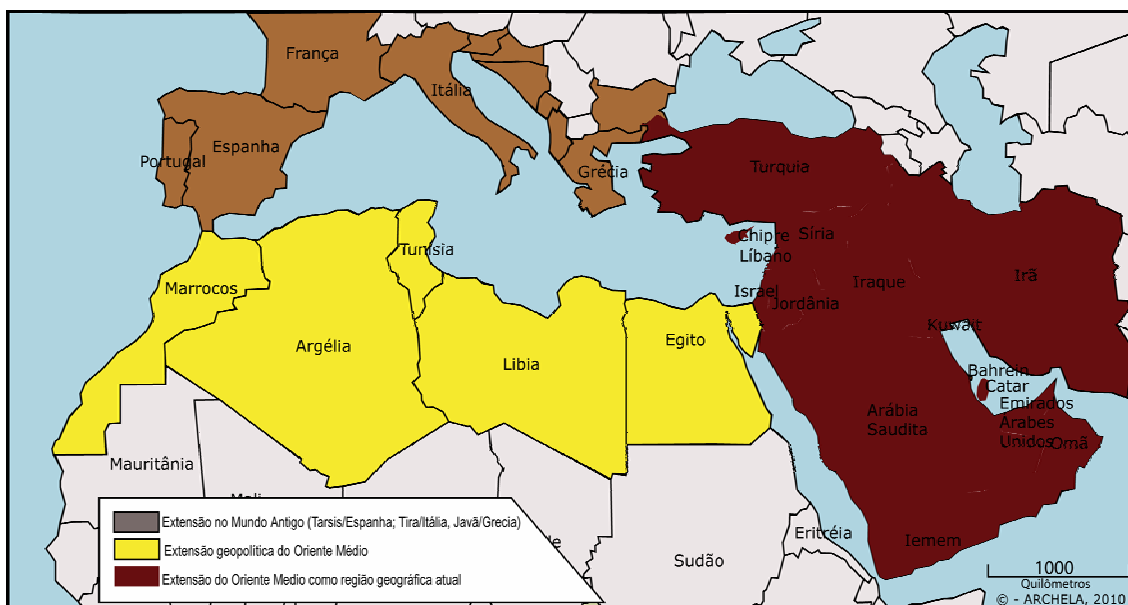 França
Itália
Espanha
Portugal
Grécia
Turquia
Chipre
Síria
Líbano
Israel
Jordânia
Iraque
Irã
Kuwait
Bahrein
Catar
Emirados
Arabes
Unidos
Omã
Arábia
Saudita
Iemem
Marrocos
Tunísia
Argélia
Libia
Egito
Mauritânia
Sudão
Eritréia
Extensão no Mundo Antigo (Tarsis/Espanha; Tira/Itália, Javã/Grecia)
Extensão geopolítica do Oriente Médio
Extensão do Oriente Medio como região geográfica atual
1000
Quilômetros
© - ARCHELA, 2010